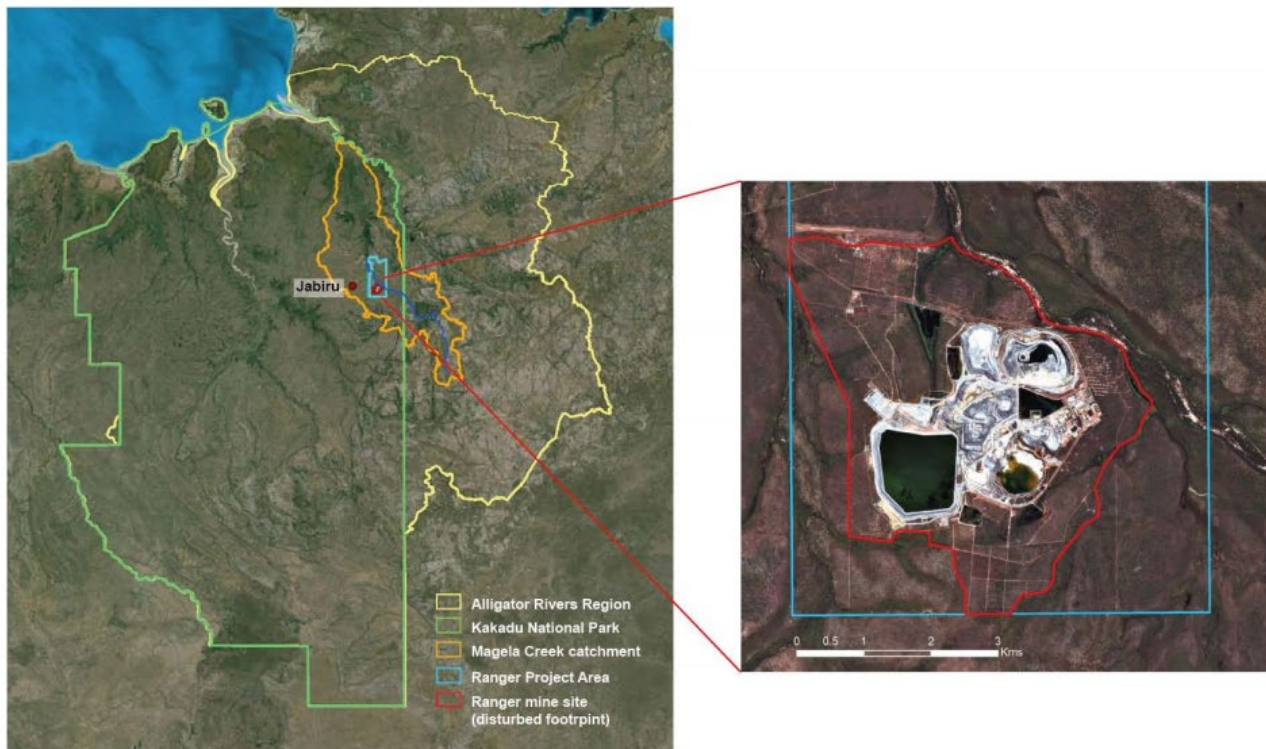 Jabiru
Alligator Rivers Region
Kakadu National Park
Magela Creek catchment
Ranger Project Area
Ranger mine site
(disturbed footrpint)
0 0.5 1 2 3
Kms